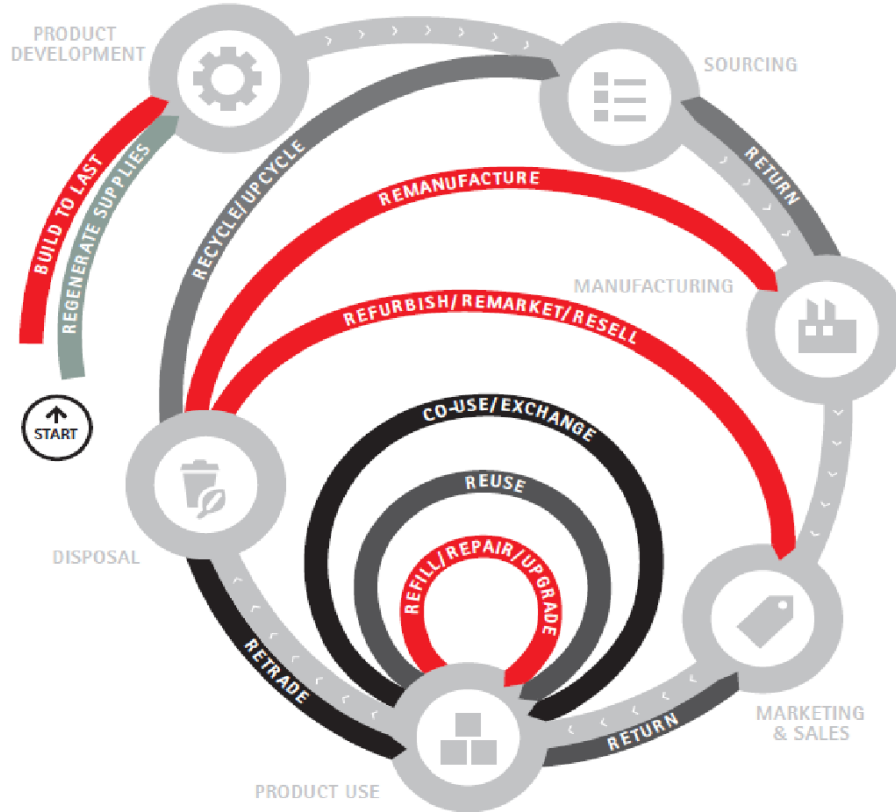 PRODUCT
DEVELOPMENT
SOURCING
BUILD TO LAST
REGENERATE SUPPLIES
RECYCLE/UPCYCLE
REMANUFACTURE
RETURN
MANUFACTURING
REFURBISH/REMARKET/RESELL
START
CO-USE/EXCHANGE
REUSE
REFILL/REPAIR/UPGRADE
DISPOSAL
RETRADE
RETURN
MARKETING
& SALES
PRODUCT USE